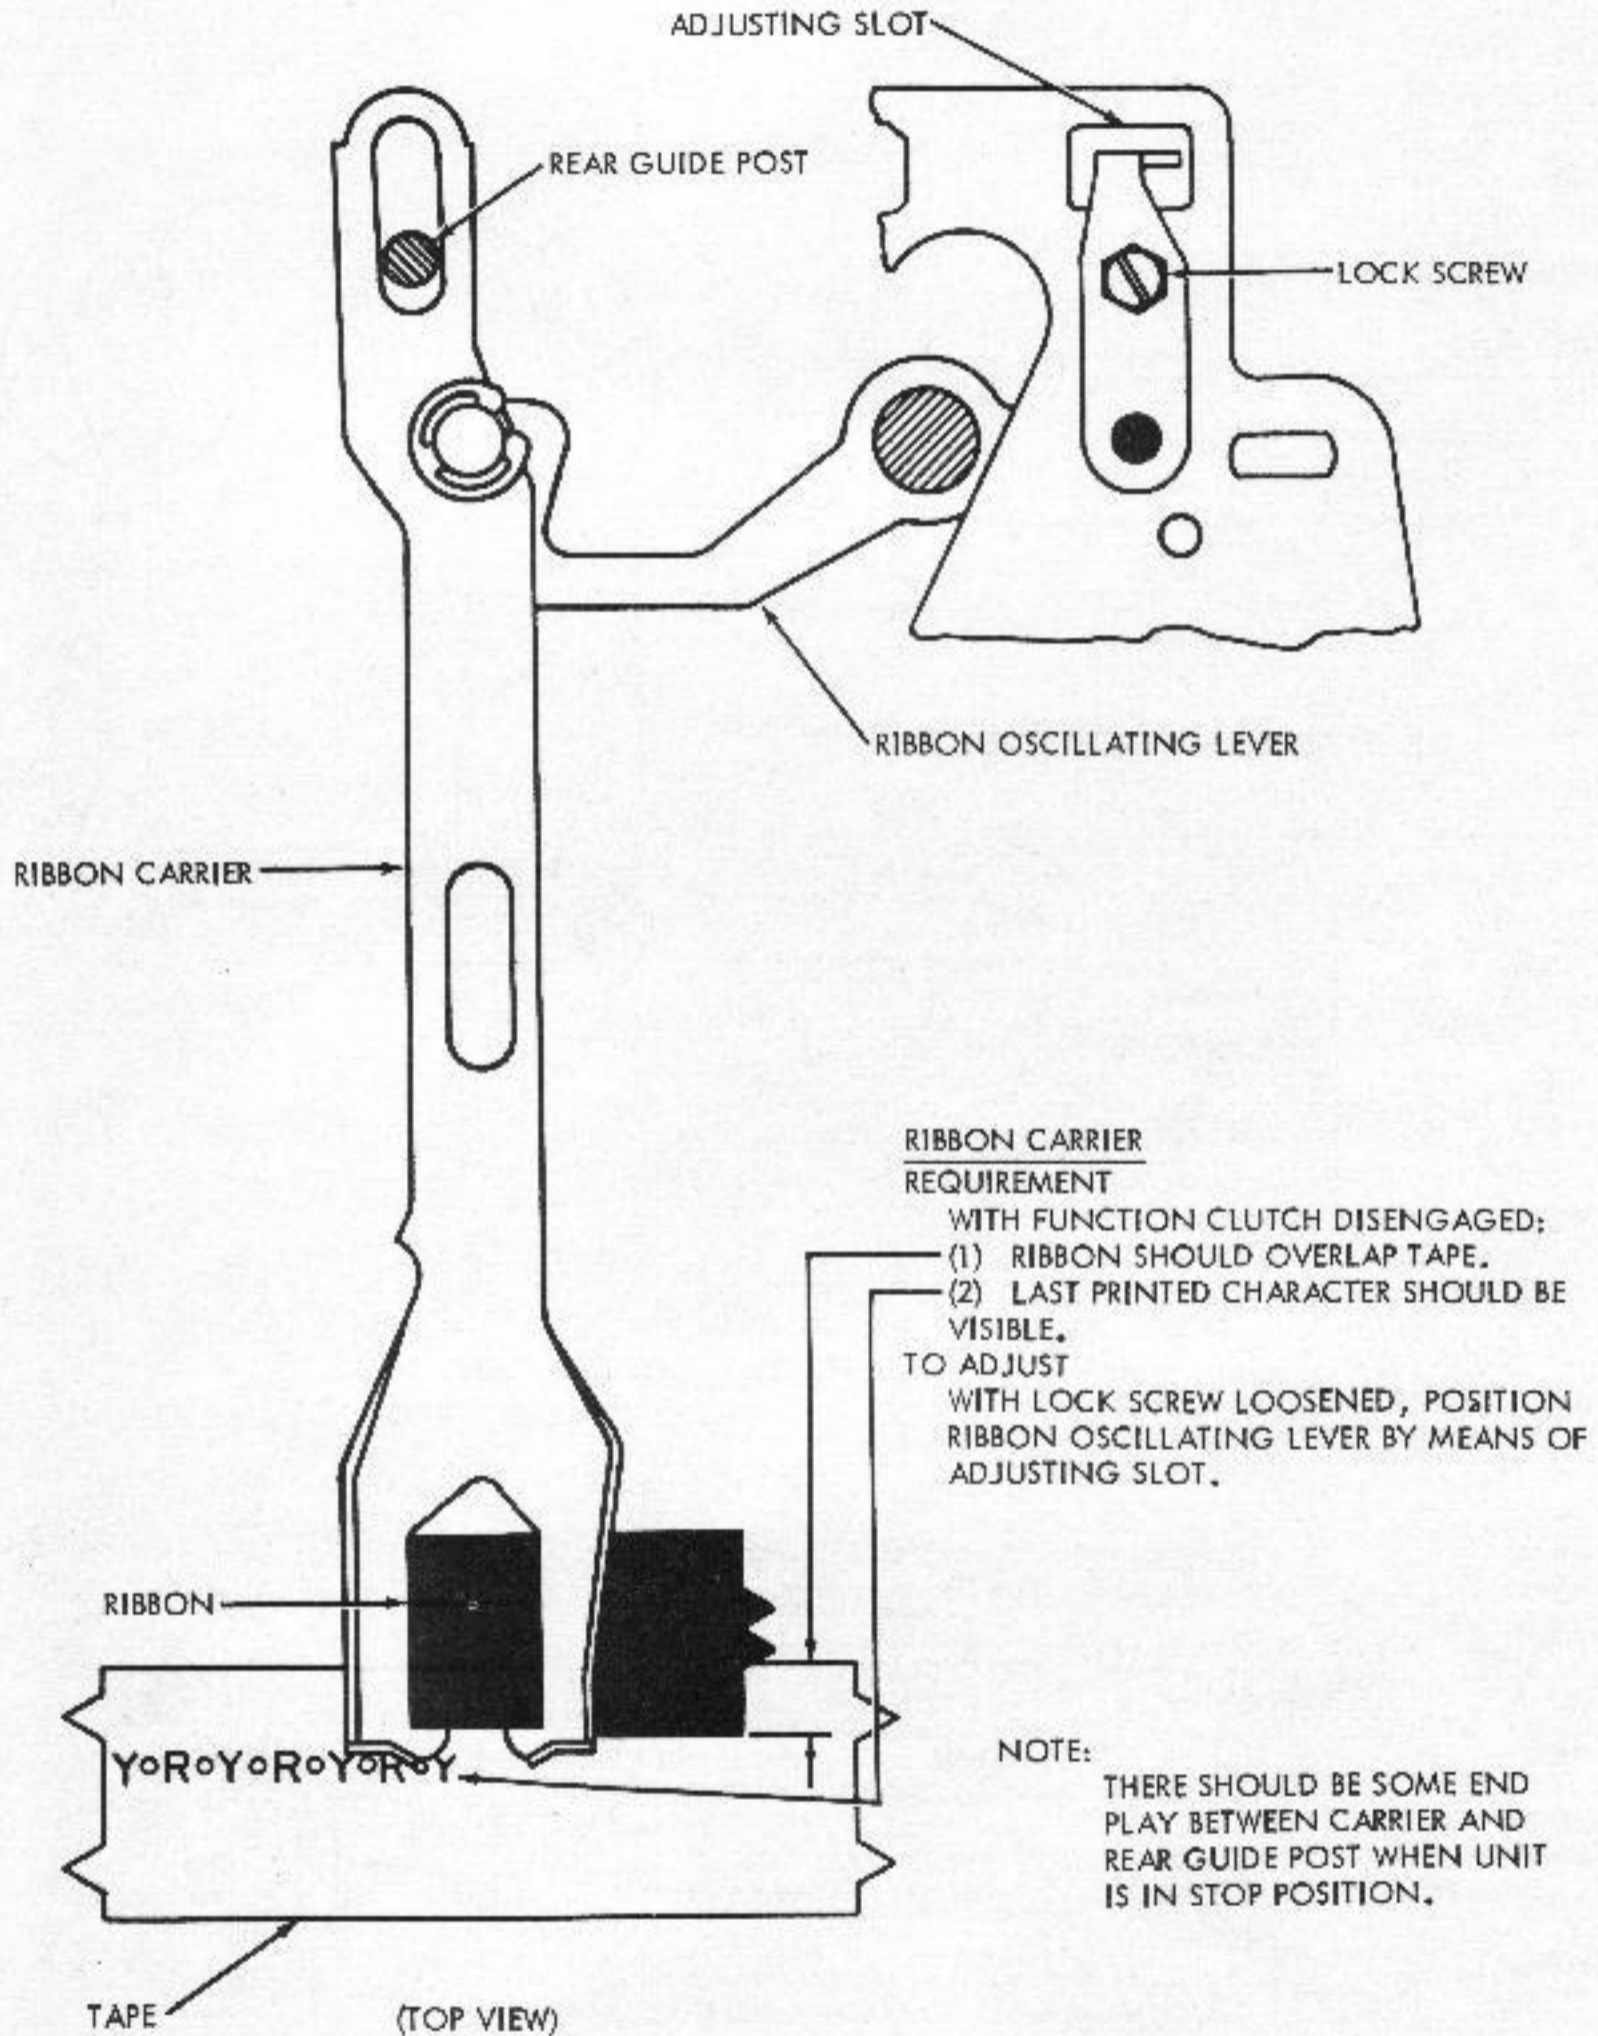 ADJUSTING SLOT
REAR GUIDE POST
LOCK SCREW
RIBBON OSCILLATING LEVER
RIBBON CARRIER
RIBBON CARRIER
REQUIREMENT
WITH FUNCTION CLUTCH DISENGAGED:
(1) RIBBON SHOULD OVERLAP TAPE.
(2) LAST PRINTED CHARACTER SHOULD BE
VISIBLE.
TO ADJUST
WITH LOCK SCREW LOOSENED, POSITION
RIBBON OSCILLATING LEVER BY MEANS OF
ADJUSTING SLOT.
RIBBON
YoRoYoRoYoRoY
NOTE:
THERE SHOULD BE SOME END
PLAY BETWEEN CARRIER AND
REAR GUIDE POST WHEN UNIT
IS IN STOP POSITION.
TAPE
(TOP VIEW)